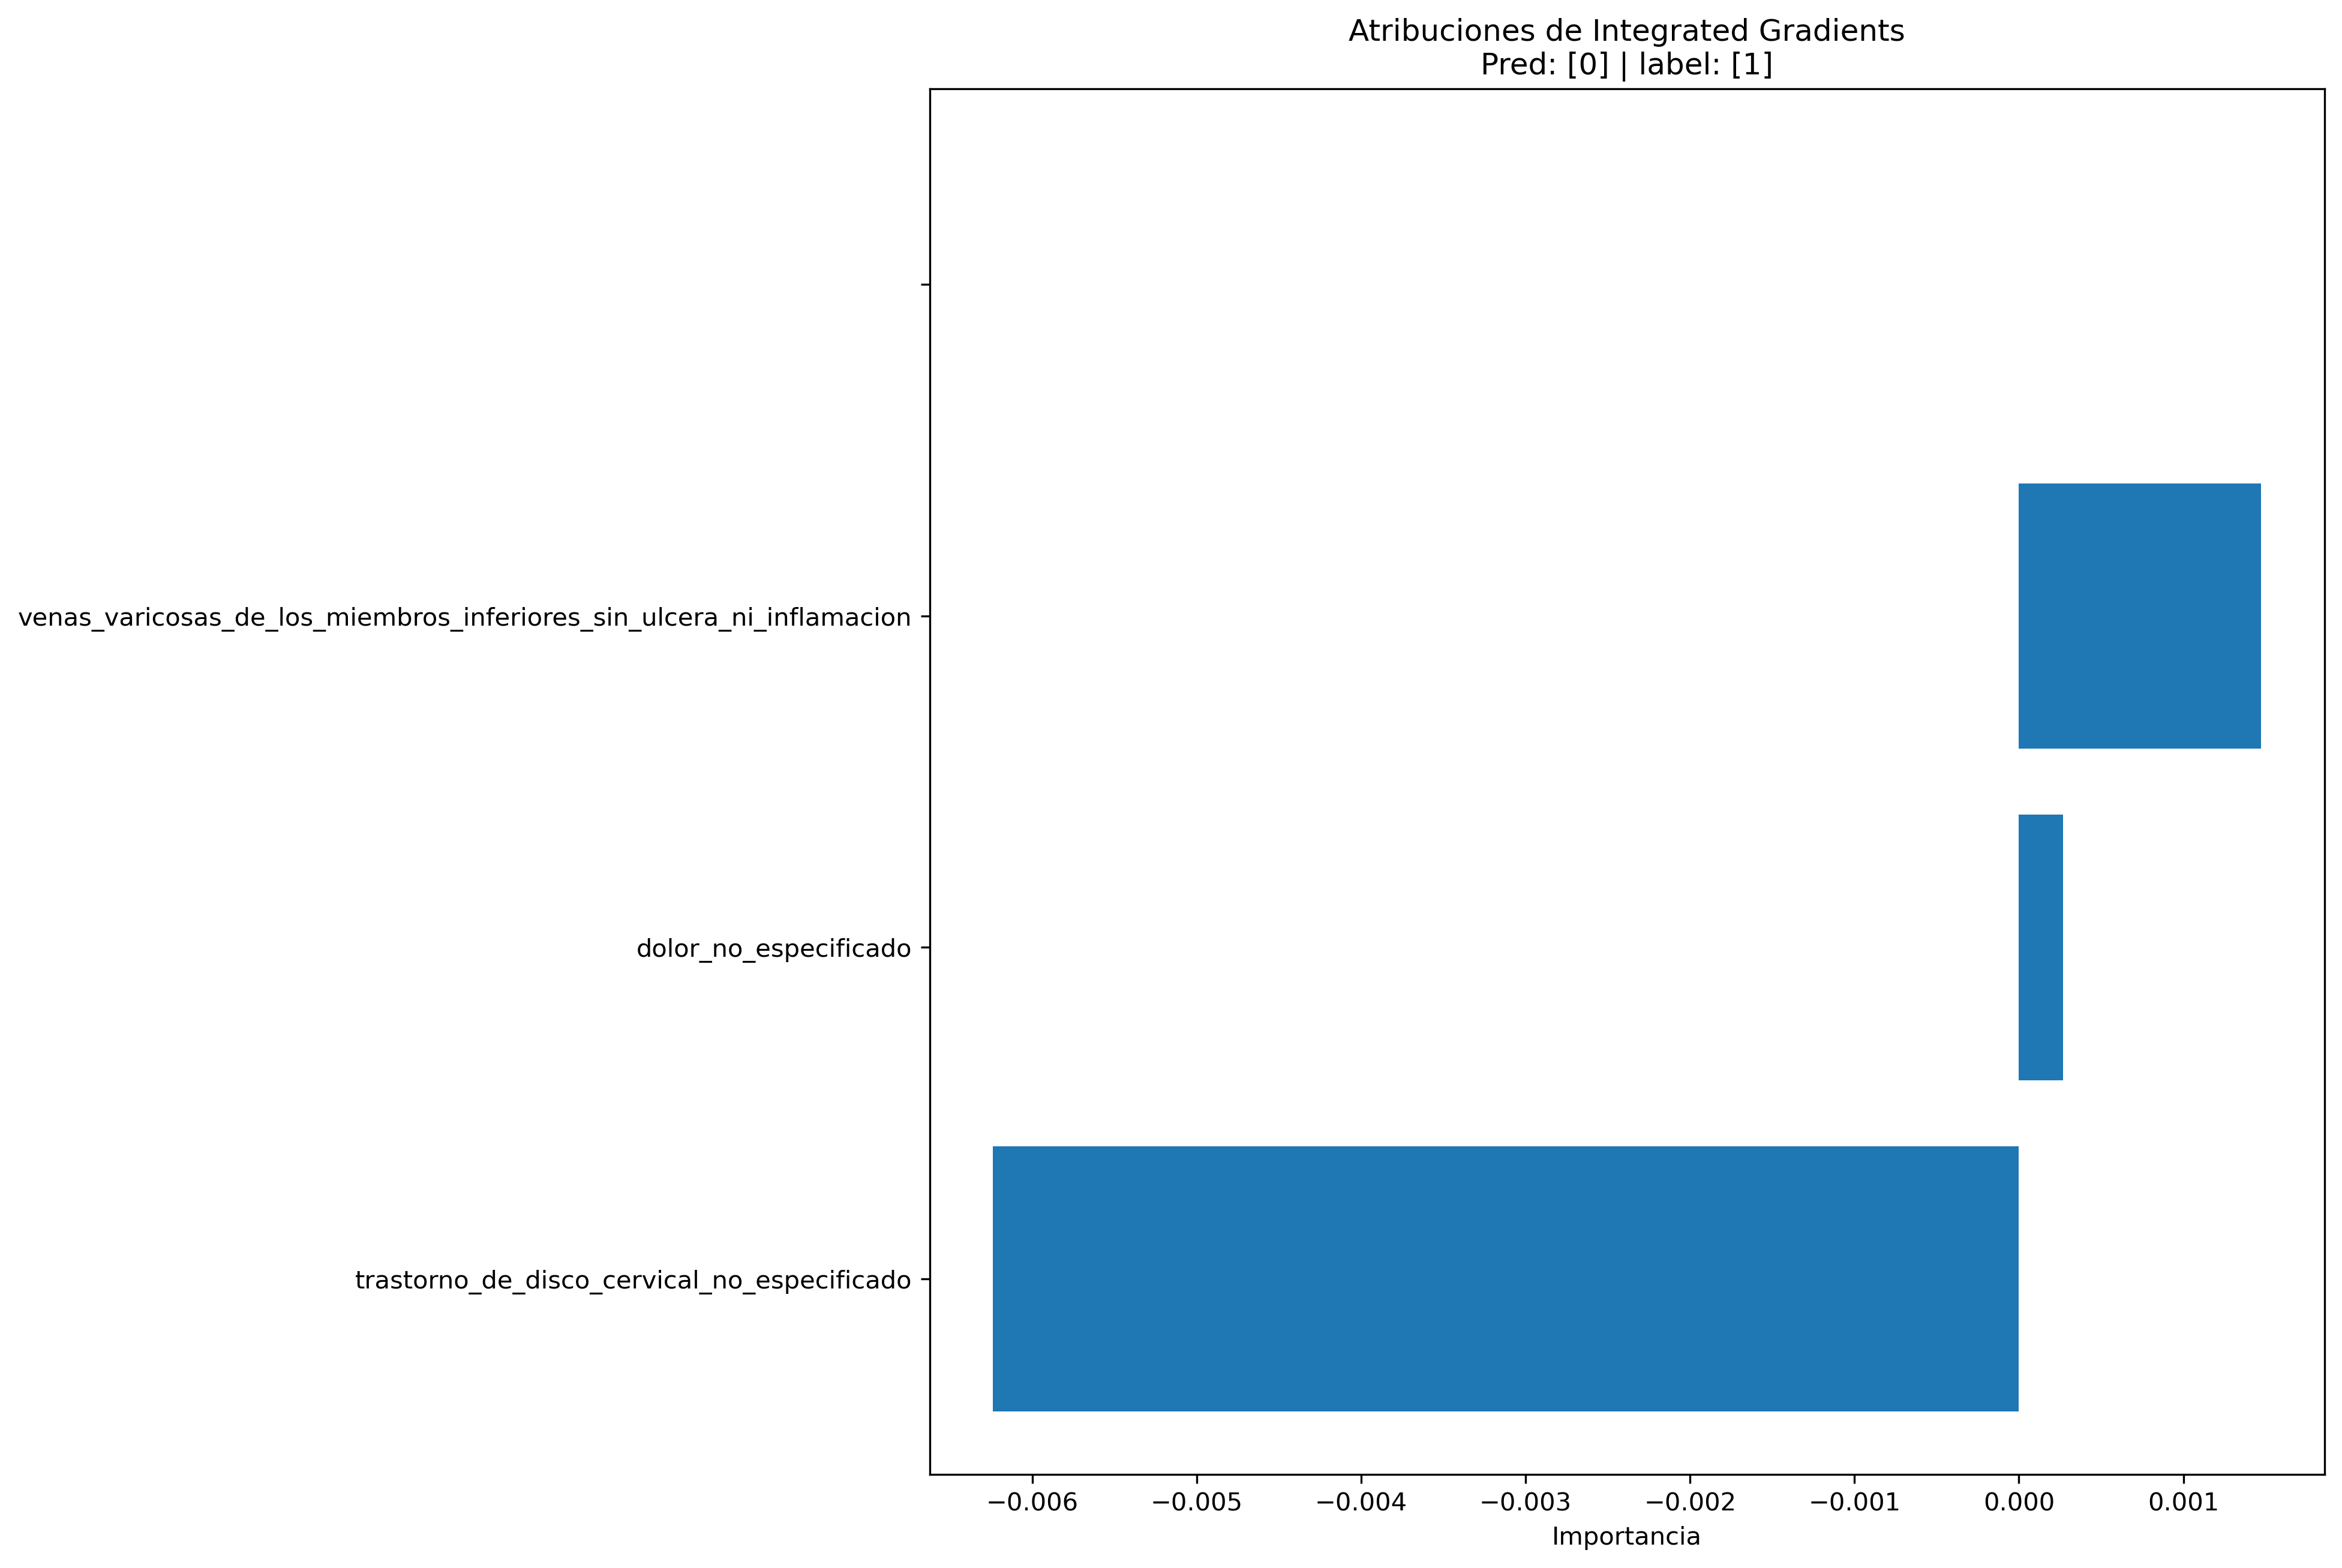 Atribuciones de Integrated Gradients
Pred: [0] | label: [1]
venas_varicosas_de_los_miembros_inferiores_sin_ulcera_ni_inflamacion
dolor_no_especificado
trastorno_de_disco_cervical_no_especificado
−0.006 −0.005 −0.004 −0.003 −0.002 −0.001 0.000 0.001
Importancia